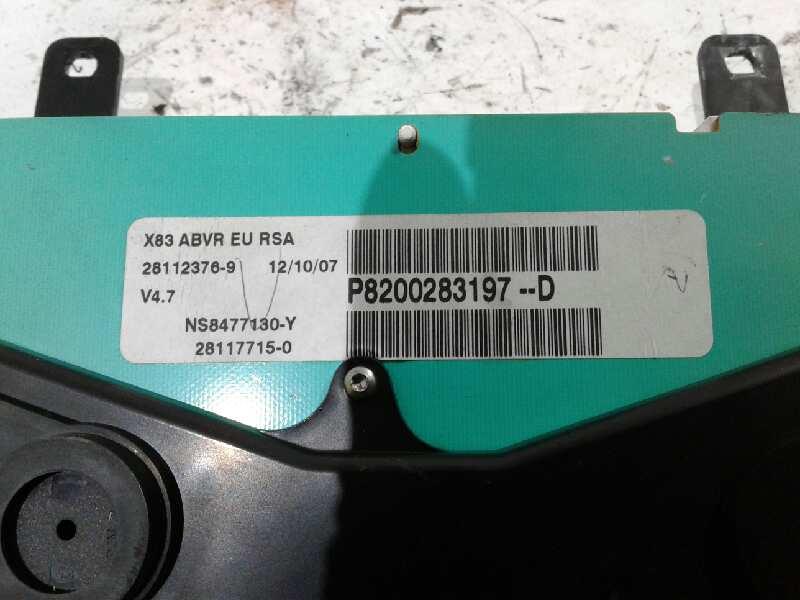 X83 ABVR EU RSA
28112376-9 12/10/07
V4.7
P8200283197 --D
NS8477130-Y
28117715-0